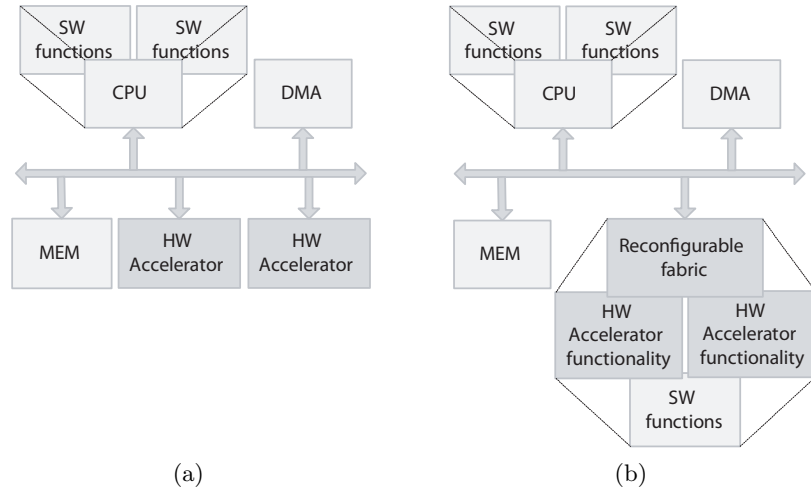 SW
functions
SW
functions
CPU
DMA
MEM
HW
Accelerator
HW
Accelerator
(a)
SW
functions
SW
functions
CPU
DMA
MEM
Reconfigurable
fabric
HW
Accelerator
functionality
HW
Accelerator
functionality
SW
functions
(b)